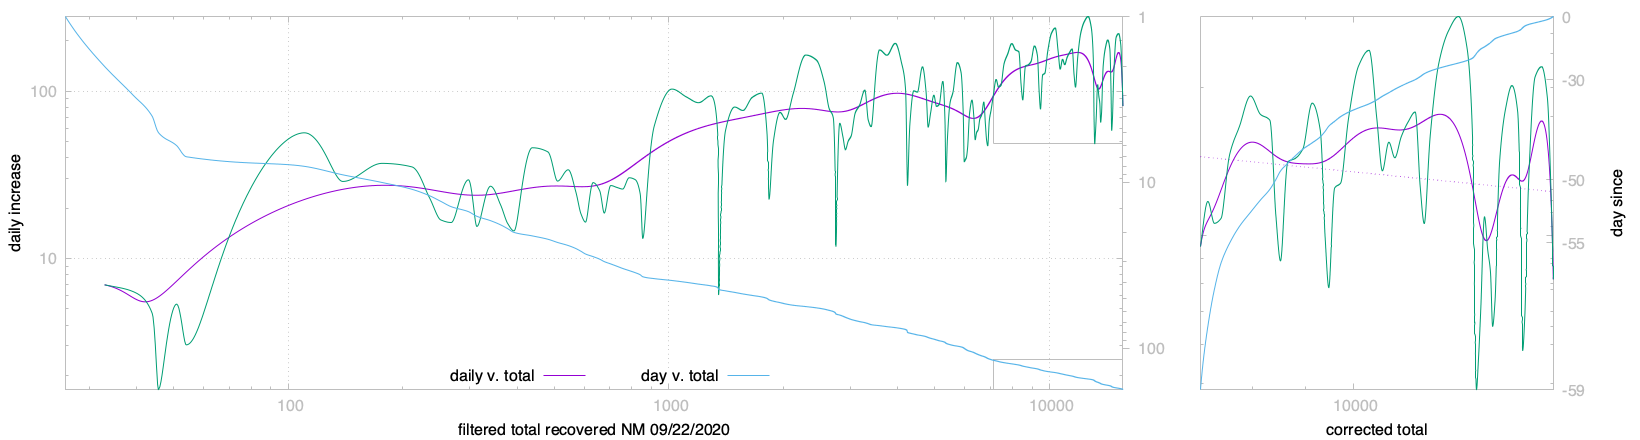 daily increase
100
10
100
1000
10000
1
10
100
daily v. total
day v. total
filtered total recovered NM 09/22/2020
0
-30
-50
-55
-59
day since
10000
corrected total